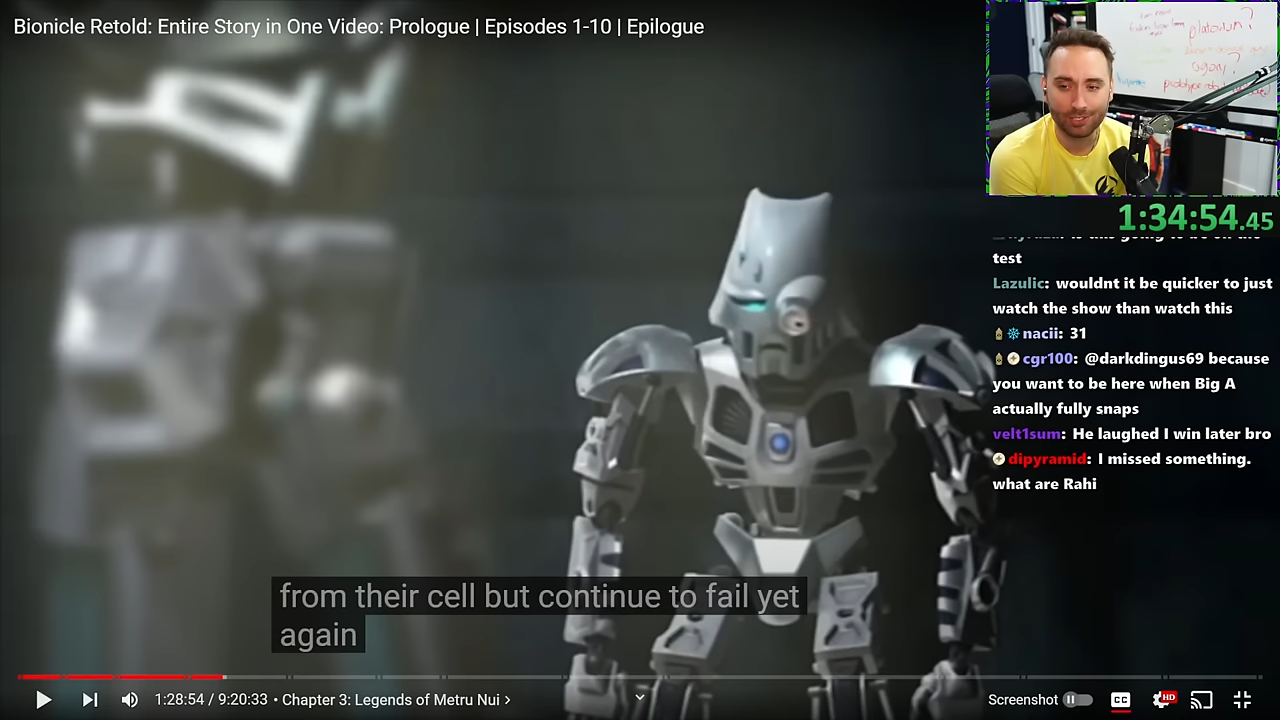 Bionicle Retold: Entire Story in One Video: Prologue | Episodes 1-10 | Epilogue
platonium?
agory?
1:34:54.45
test
Lazulic: wouldnt it be quicker to just
watch the show than watch this
nacii: 31
cgr100: @darkdingus69 because
you want to be here when Big A
actually fully snaps
velt1sum: He laughed I win later bro
dipyramid: I missed something.
what are Rahi
from their cell but continue to fail yet
again
1:28:54 / 9:20:33 • Chapter 3: Legends of Metru Nui ›
Screenshot
CC
HD